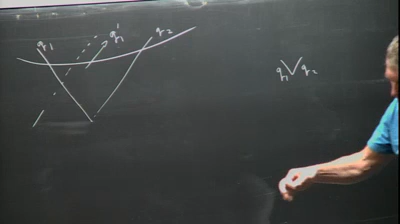 q₁ q₁' q₂
q₁ q₂